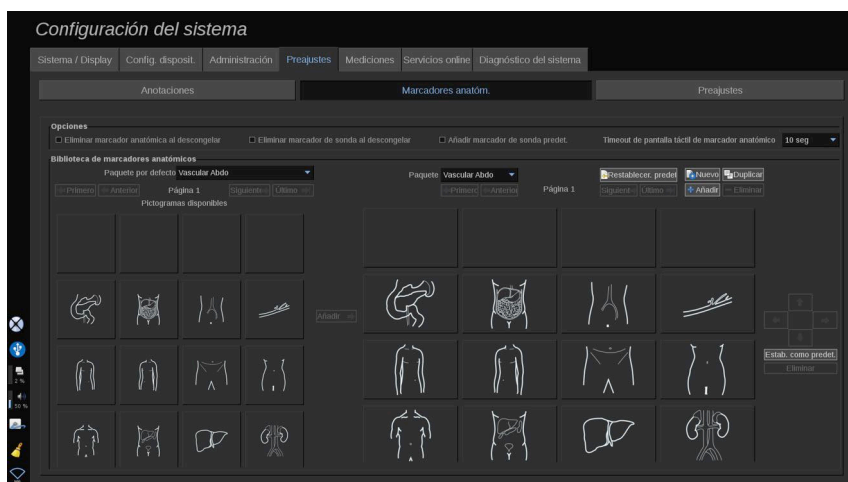 Configuración del sistema
Sistema / Display Config. disposit. Administración Preajustes Mediciones Servicios online Diagnóstico del sistema
Anotaciones Marcadores anatóm. Preajustes
Opciones
Eliminar marcador anatómica al descongelar Eliminar marcador de sonda al descongelar Añadir marcador de sonda predet. Timeout de pantalla táctil de marcador anatómico 10 seg
Biblioteca de marcadores anatómicos
Paquete por defecto Vascular Abdo Paquete Vascular Abdo Restablecer. predet Nuevo Duplicar
Primero Anterior Página 1 Siguiente Último Primero Anterior Página 1 Siguiente Último Añadir Eliminar
Pictogramas disponibles
Añadir
Estab. como predet.
Eliminar
2 %
50 %